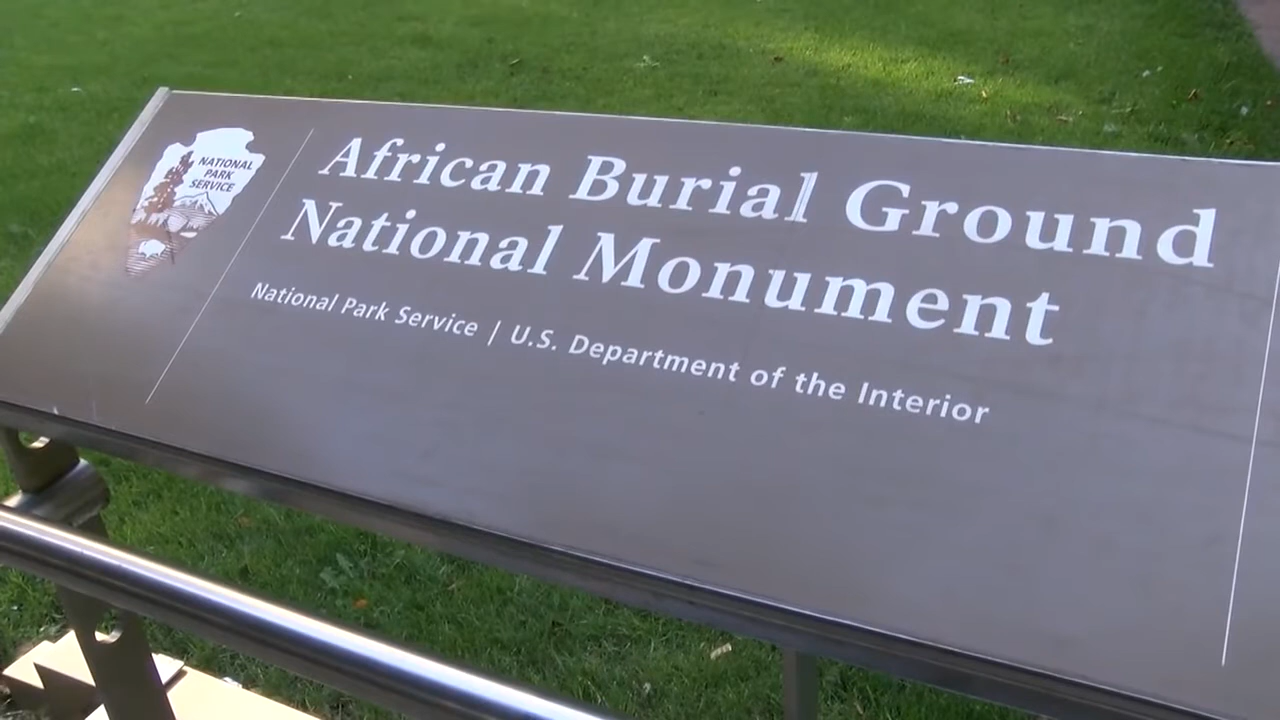 NATIONAL
PARK
SERVICE
African Burial Ground
National Monument
National Park Service | U.S. Department of the Interior